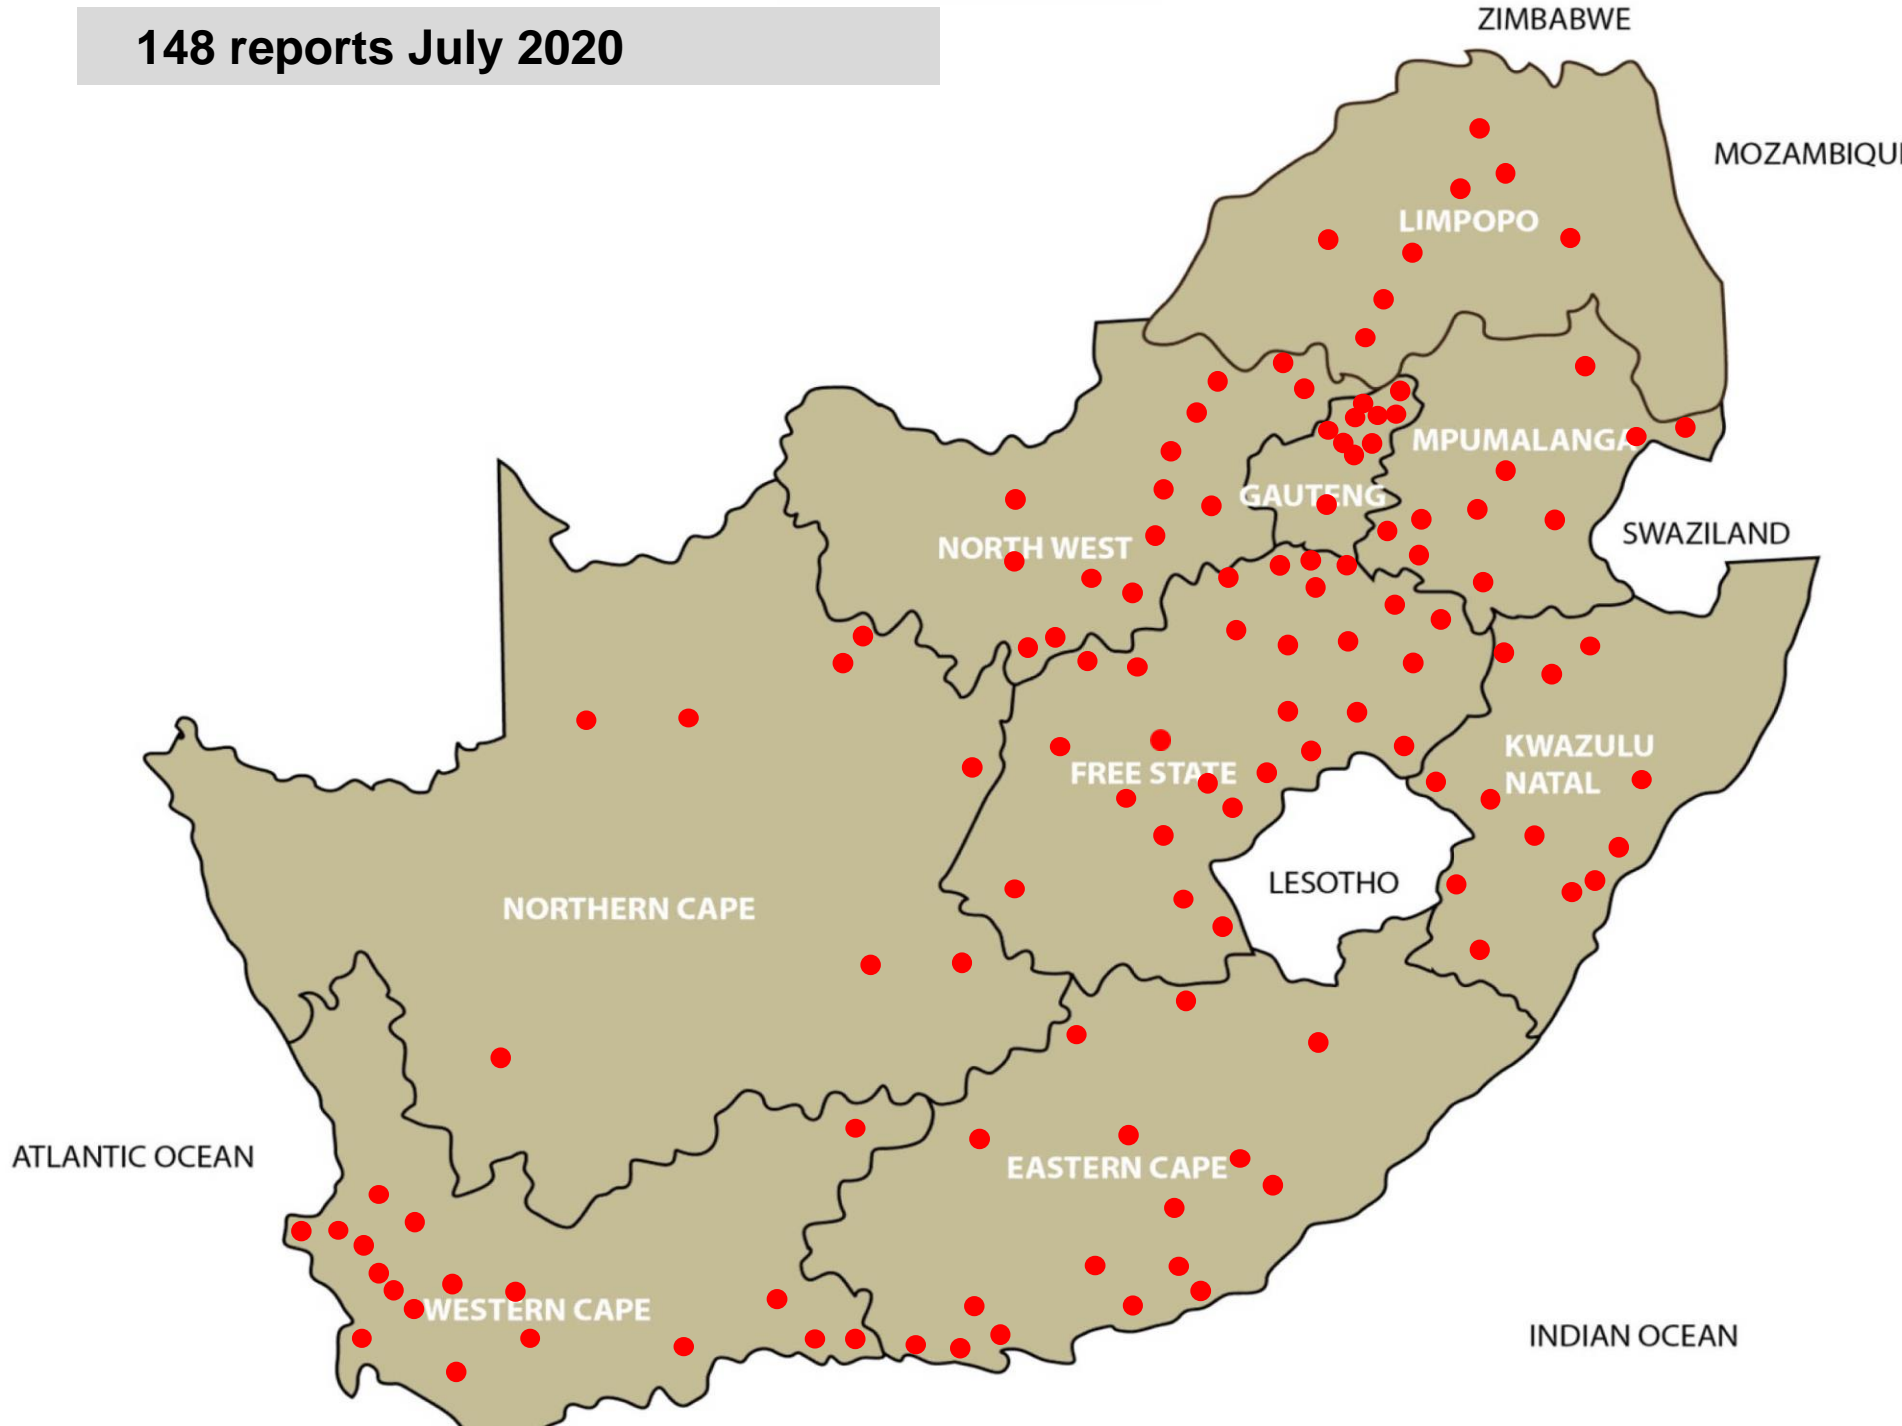 148 reports July 2020
ZIMBABWE
MOZAMBIQU
LIMPOPO
MPUMALANGA
GAUTENG
SWAZILAND
NORTH WEST
KWAZULU
NATAL
FREE STATE
LESOTHO
NORTHERN CAPE
ATLANTIC OCEAN
EASTERN CAPE
WESTERN CAPE
INDIAN OCEAN